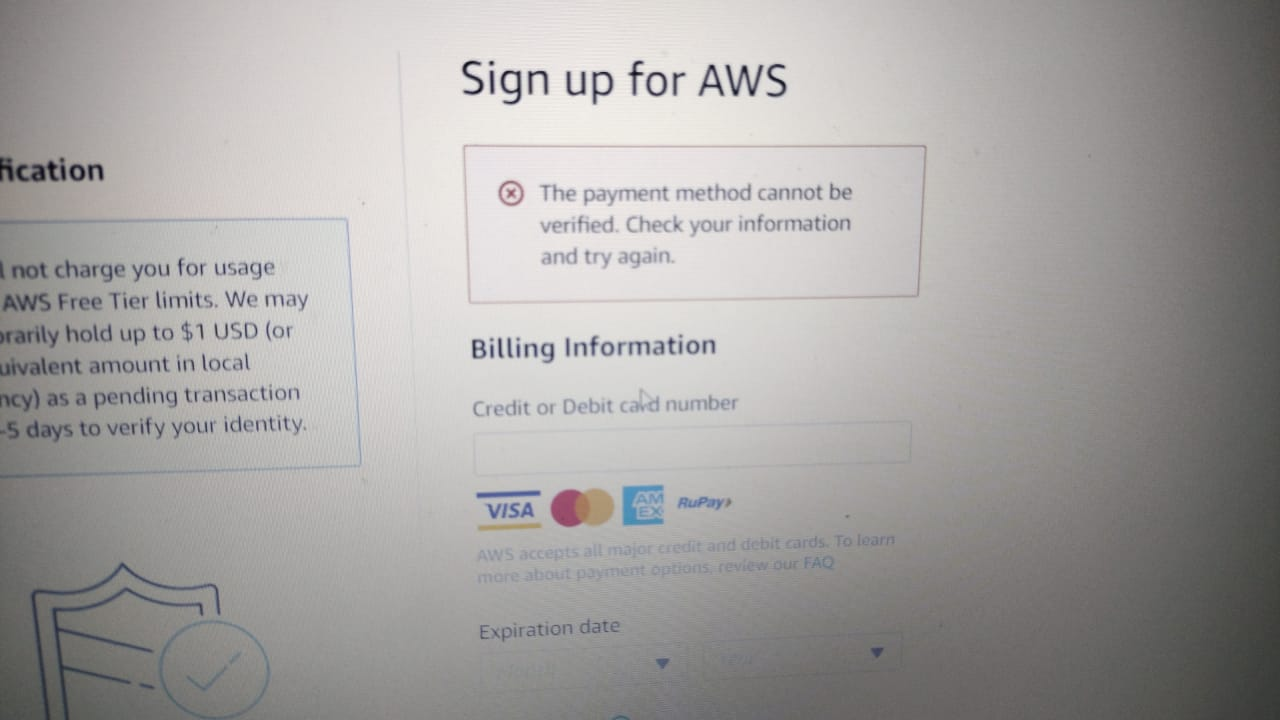 Sign up for AWS
fication
The payment method cannot be
verified. Check your information
and try again.
l not charge you for usage
AWS Free Tier limits. We may
orarily hold up to $1 USD (or
uivalent amount in local
ncy) as a pending transaction
-5 days to verify your identity.
Billing Information
Credit or Debit card number
VISA
AM
EX
RuPay
AWS accepts all major credit and debit cards. To learn
more about payment options, review our FAQ
Expiration date
Month
Year